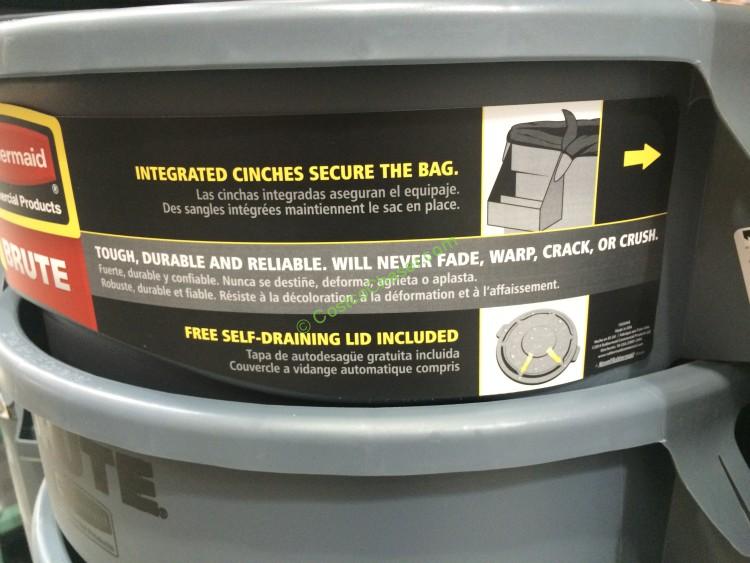 ermaid
®
ercial Products
BRUTE
INTEGRATED CINCHES SECURE THE BAG.
Las cinchas integradas aseguran el equipaje.
Des sangles intégrées maintiennent le sac en place.
TOUGH, DURABLE AND RELIABLE. WILL NEVER FADE, WARP, CRACK, OR CRUSH.
Fuerte, durable y confiable. Nunca se destiñe, deforma, agrieta o aplasta.
Robuste, durable et fiable. Résiste à la décoloration, à la déformation et à l'affaissement.
FREE SELF-DRAINING LID INCLUDED
Tapa de autodesagüe gratuita incluida
Couvercle a vidange automatique compris
UTE.